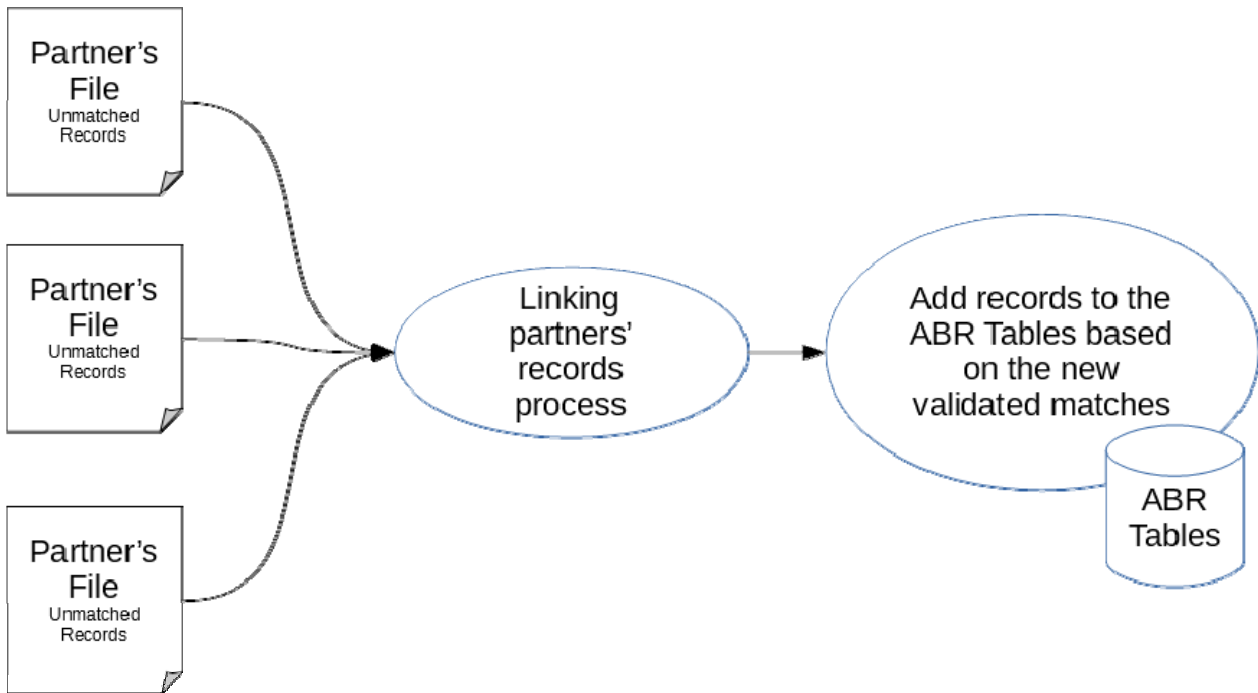 Partner’s
File
Unmatched
Records
Partner’s
File
Unmatched
Records
Partner’s
File
Unmatched
Records
Linking
partners’
records
process
Add records to the
ABR Tables based
on the new
validated matches
ABR
Tables